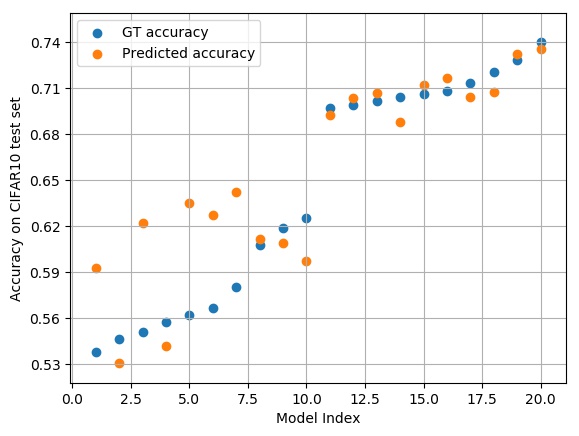 GT accuracy
Predicted accuracy
Accuracy on CIFAR10 test set
0.74
0.71
0.68
0.65
0.62
0.59
0.56
0.53
0.0 2.5 5.0 7.5 10.0 12.5 15.0 17.5 20.0
Model Index